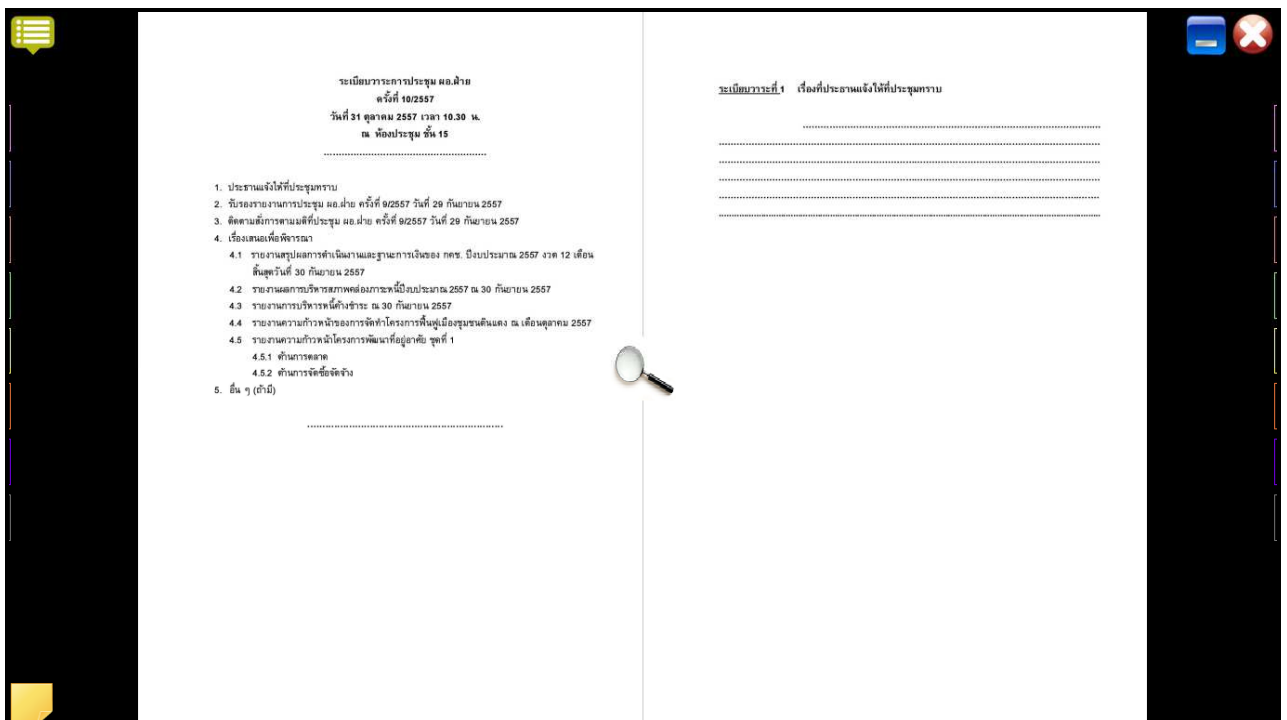 ระเบียบวาระการประชุม ผอ.ฝ่าย
ครั้งที่ 10/2557
วันที่ 31 ตุลาคม 2557 เวลา 10.30 น.
ณ ห้องประชุม ชั้น 15
1. ประธานแจ้งให้ที่ประชุมทราบ
2. รับรองรายงานการประชุม ผอ.ฝ่าย ครั้งที่ 9/2557 วันที่ 29 กันยายน 2557
3. ติดตามสั่งการตามมติที่ประชุม ผอ.ฝ่าย ครั้งที่ 9/2557 วันที่ 29 กันยายน 2557
4. เรื่องเสนอเพื่อพิจารณา
4.1 รายงานสรุปผลการดำเนินงานและฐานะการเงินของ กคช. ปีงบประมาณ 2557 งวด 12 เดือน
สิ้นสุดวันที่ 30 กันยายน 2557
4.2 รายงานผลการบริหารสภาพคล่องภาระหนี้ปีงบประมาณ 2557 ณ 30 กันยายน 2557
4.3 รายงานการบริหารหนี้ค้างชำระ ณ 30 กันยายน 2557
4.4 รายงานความก้าวหน้าของการจัดทำโครงการฟื้นฟูเมืองชุมชนดินแดง ณ เดือนตุลาคม 2557
4.5 รายงานความก้าวหน้าโครงการพัฒนาที่อยู่อาศัย ชุดที่ 1
4.5.1 ด้านการตลาด
4.5.2 ด้านการจัดซื้อจัดจ้าง
5. อื่น ๆ (ถ้ามี)
ระเบียบวาระที่ 1 เรื่องที่ประธานแจ้งให้ที่ประชุมทราบ